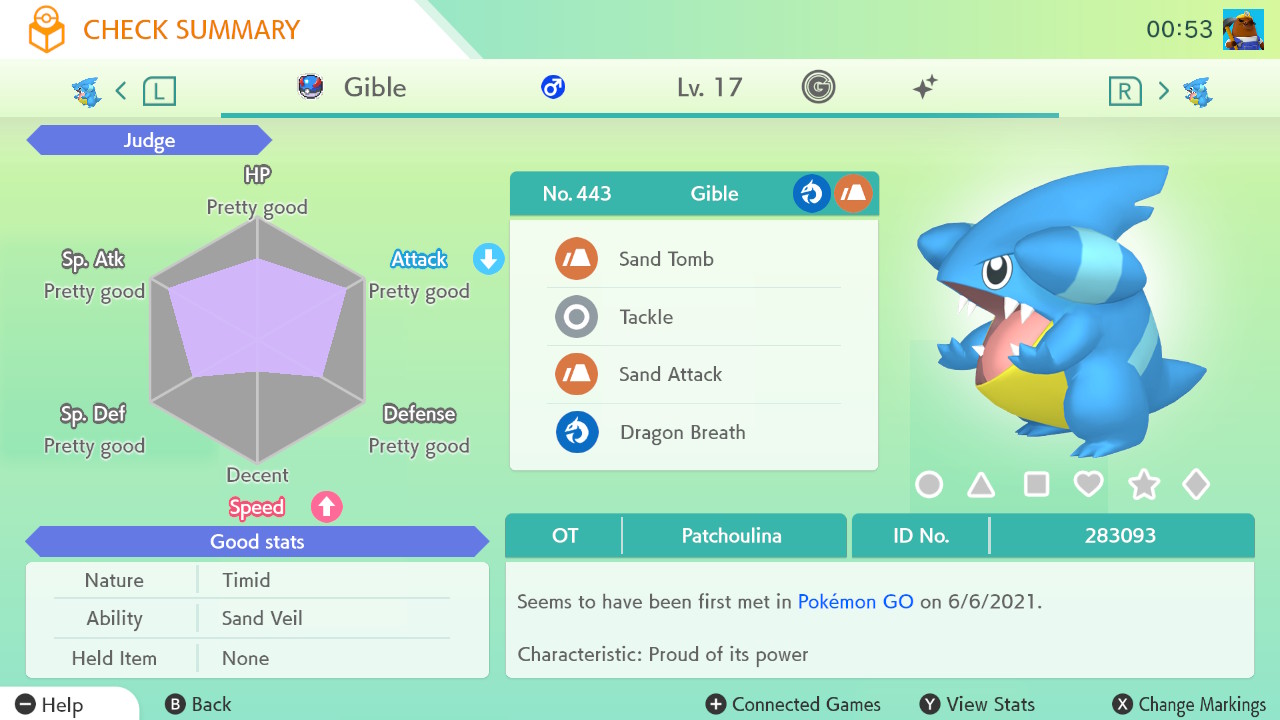 CHECK SUMMARY
00:53
L
Gible
Lv. 17
G
R
Judge
HP
Pretty good
Sp. Atk
Pretty good
Attack
Pretty good
Sp. Def
Pretty good
Defense
Pretty good
Decent
Speed
Good stats
Nature Timid
Ability Sand Veil
Held Item None
No. 443 Gible
Sand Tomb
Tackle
Sand Attack
Dragon Breath
OT Patchoulina
ID No. 283093
Seems to have been first met in Pokémon GO on 6/6/2021.
Characteristic: Proud of its power
Help
B Back
Connected Games
Y View Stats
X Change Markings